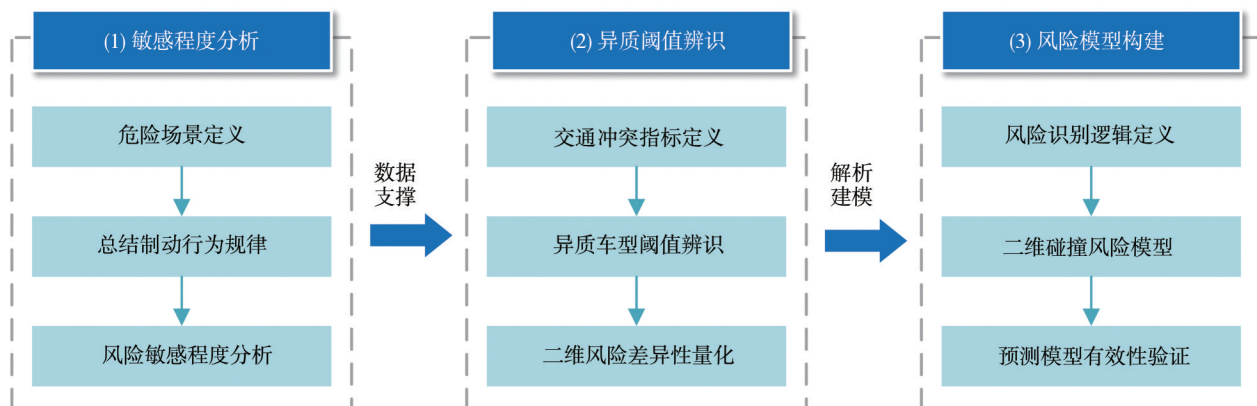 (1) 敏感程度分析
危险场景定义
总结制动行为规律
风险敏感程度分析
数据
支撑
(2) 异质阈值辨识
交通冲突指标定义
异质车型阈值辨识
二维风险差异性量化
解析
建模
(3) 风险模型构建
风险识别逻辑定义
二维碰撞风险模型
预测模型有效性验证